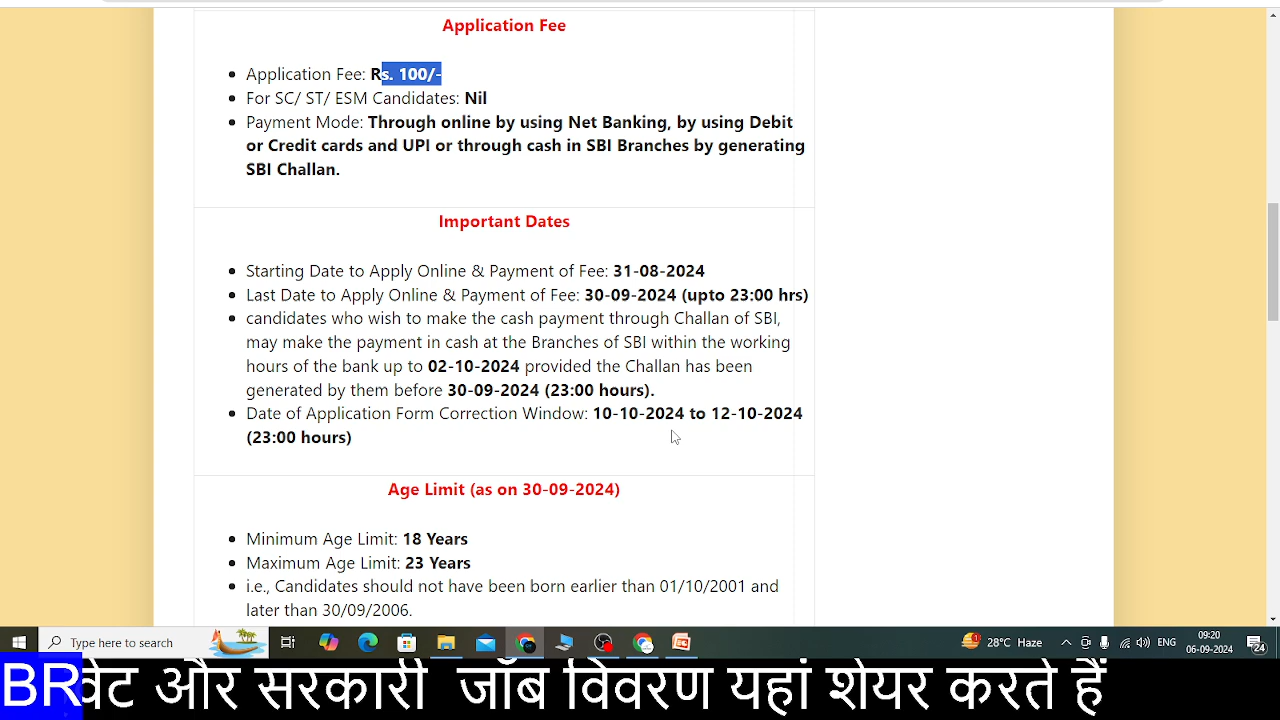 Application Fee
Application Fee: Rs. 100/-
For SC/ ST/ ESM Candidates: Nil
Payment Mode: Through online by using Net Banking, by using Debit
or Credit cards and UPI or through cash in SBI Branches by generating
SBI Challan.
Important Dates
Starting Date to Apply Online & Payment of Fee: 31-08-2024
Last Date to Apply Online & Payment of Fee: 30-09-2024 (upto 23:00 hrs)
candidates who wish to make the cash payment through Challan of SBI,
may make the payment in cash at the Branches of SBI within the working
hours of the bank up to 02-10-2024 provided the Challan has been
generated by them before 30-09-2024 (23:00 hours).
Date of Application Form Correction Window: 10-10-2024 to 12-10-2024
(23:00 hours)
Age Limit (as on 30-09-2024)
Minimum Age Limit: 18 Years
Maximum Age Limit: 23 Years
i.e., Candidates should not have been born earlier than 01/10/2001 and
later than 30/09/2006.
Type here to search
1
28°C Haze
ENG
09:20
06-09-2024
24
BR
और सरकारी जॉब विवरण यहां शेयर करते हैं